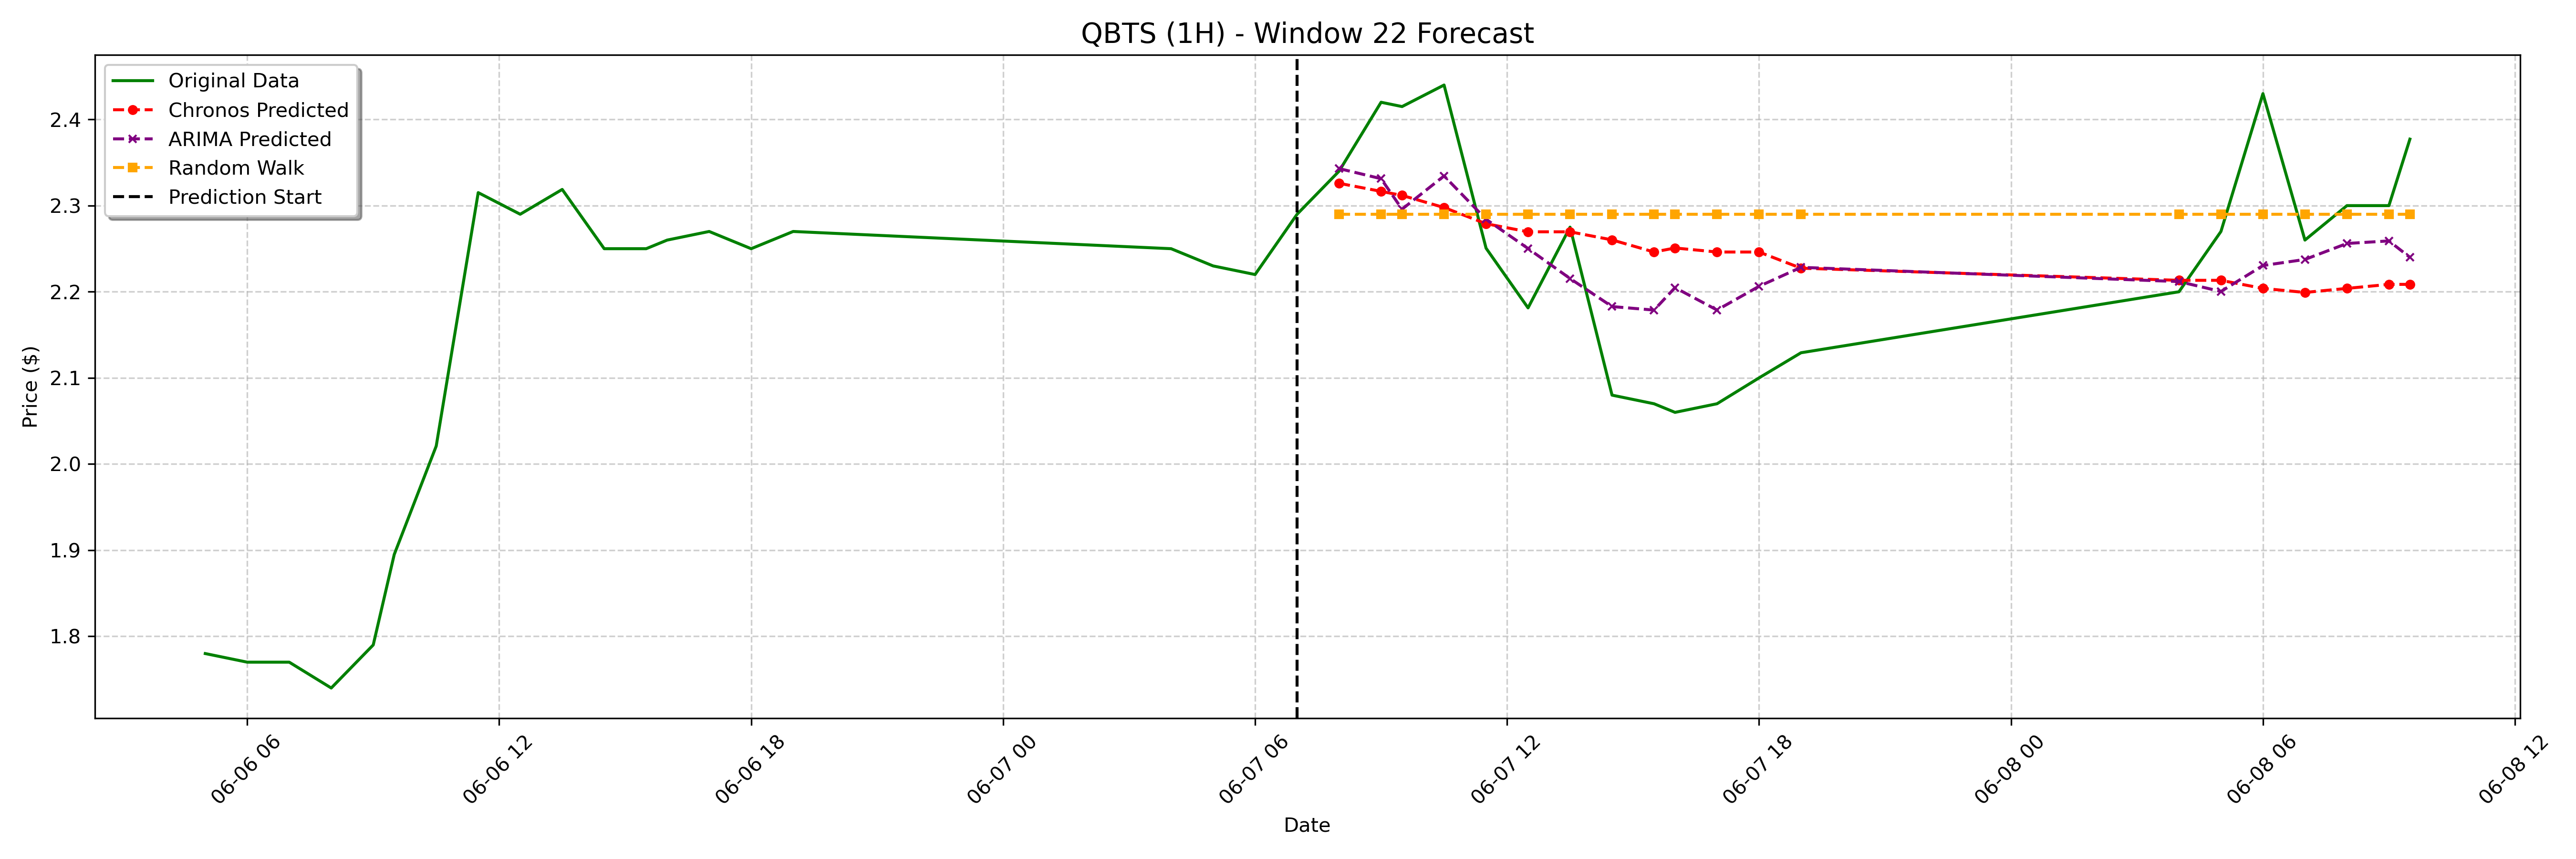 QBTS (1H) - Window 22 Forecast
Original Data
Chronos Predicted
ARIMA Predicted
Random Walk
Prediction Start
Price ($)
2.4
2.3
2.2
2.1
2.0
1.9
1.8
06-06 06
06-06 12
06-06 18
06-07 00
06-07 06
06-07 12
06-07 18
06-08 00
06-08 06
06-08 12
Date